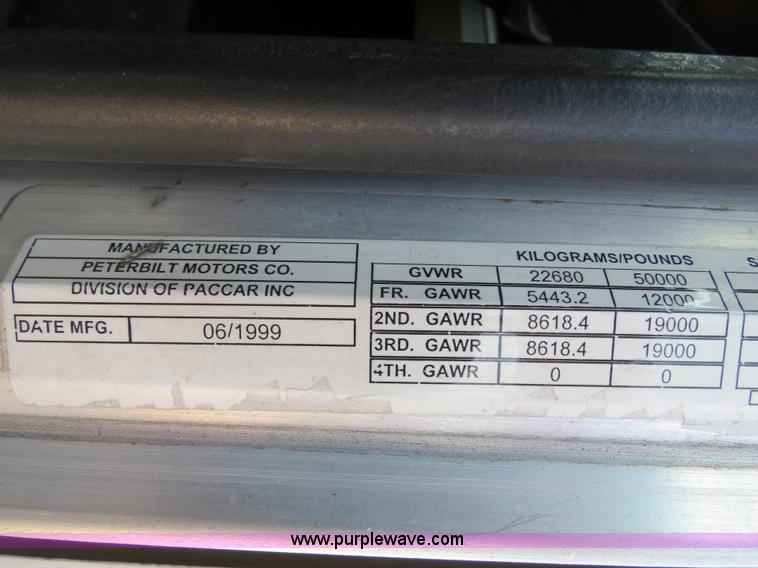 MANUFACTURED BY
PETERBILT MOTORS CO.
DIVISION OF PACCAR INC
DATE MFG. 06/1999
KILOGRAMS/POUNDS
GVWR 22680 50000
FR. GAWR 5443.2 12000
2ND. GAWR 8618.4 19000
3RD. GAWR 8618.4 19000
4TH. GAWR 0 0
S
www.purplewave.com